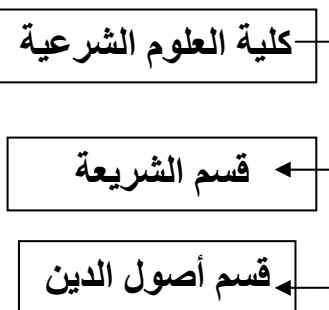 كلية العلوم الشرعية
قسم الشريعة
قسم أصول الدين